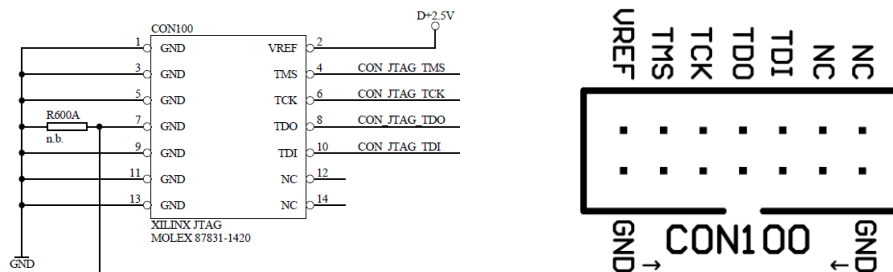 D+2.5V
CON100
1 GND VREF 2
3 GND TMS 4 CON_JTAG_TMS
5 GND TCK 6 CON_JTAG_TCK
R600A
7 GND TDO 8 CON_JTAG_TDO
n.b.
9 GND TDI 10 CON_JTAG_TDI
11 GND NC 12
13 GND NC 14
XILINX JTAG
MOLEX 87831-1420
GND
VREF TMS TCK TDO TDI NC NC
GND → CON100 ← GND